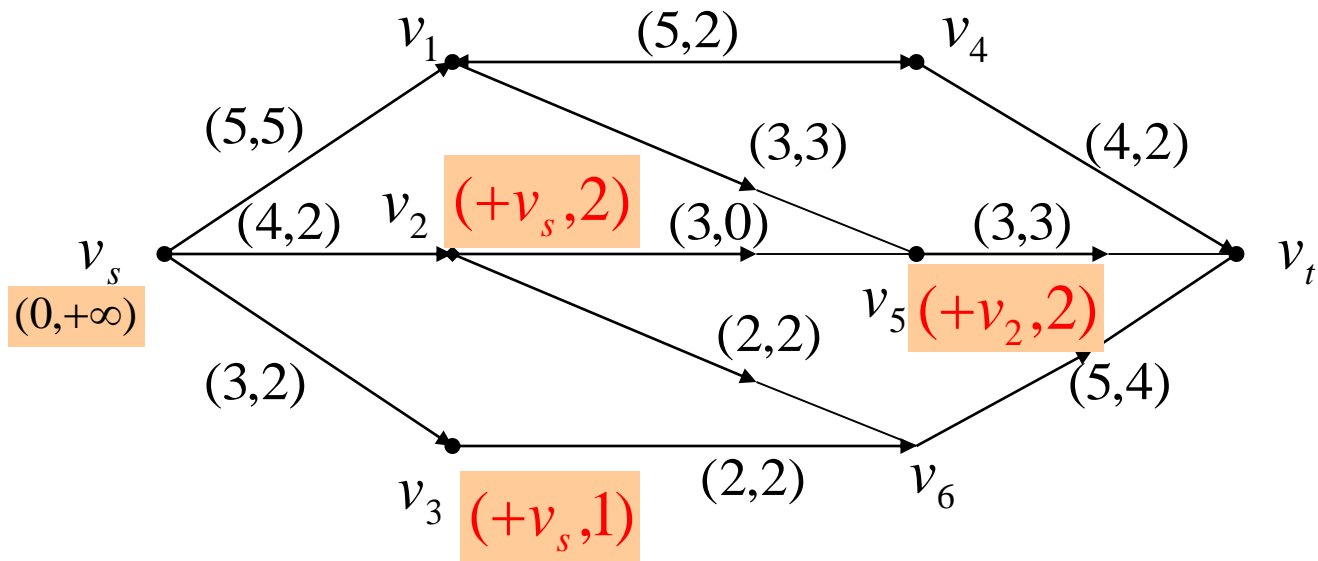 v₁
(5,2)
v₄
(5,5)
(3,3)
(4,2)
v₂
(+vₛ,2)
(4,2)
(3,0)
(3,3)
vₛ
(0,+∞)
vₜ
v₅
(+v₂,2)
(2,2)
(3,2)
(5,4)
v₃
(+vₛ,1)
(2,2)
v₆